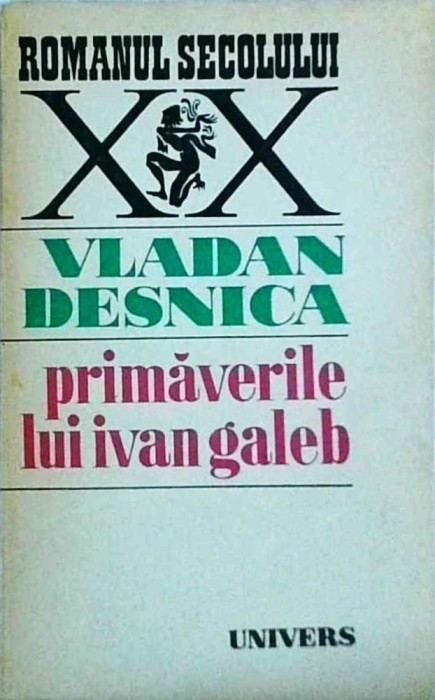 ROMANUL SECOLULUI
XX
VLADAN
DESNICA
primăverile
lui ivan galeb
UNIVERS